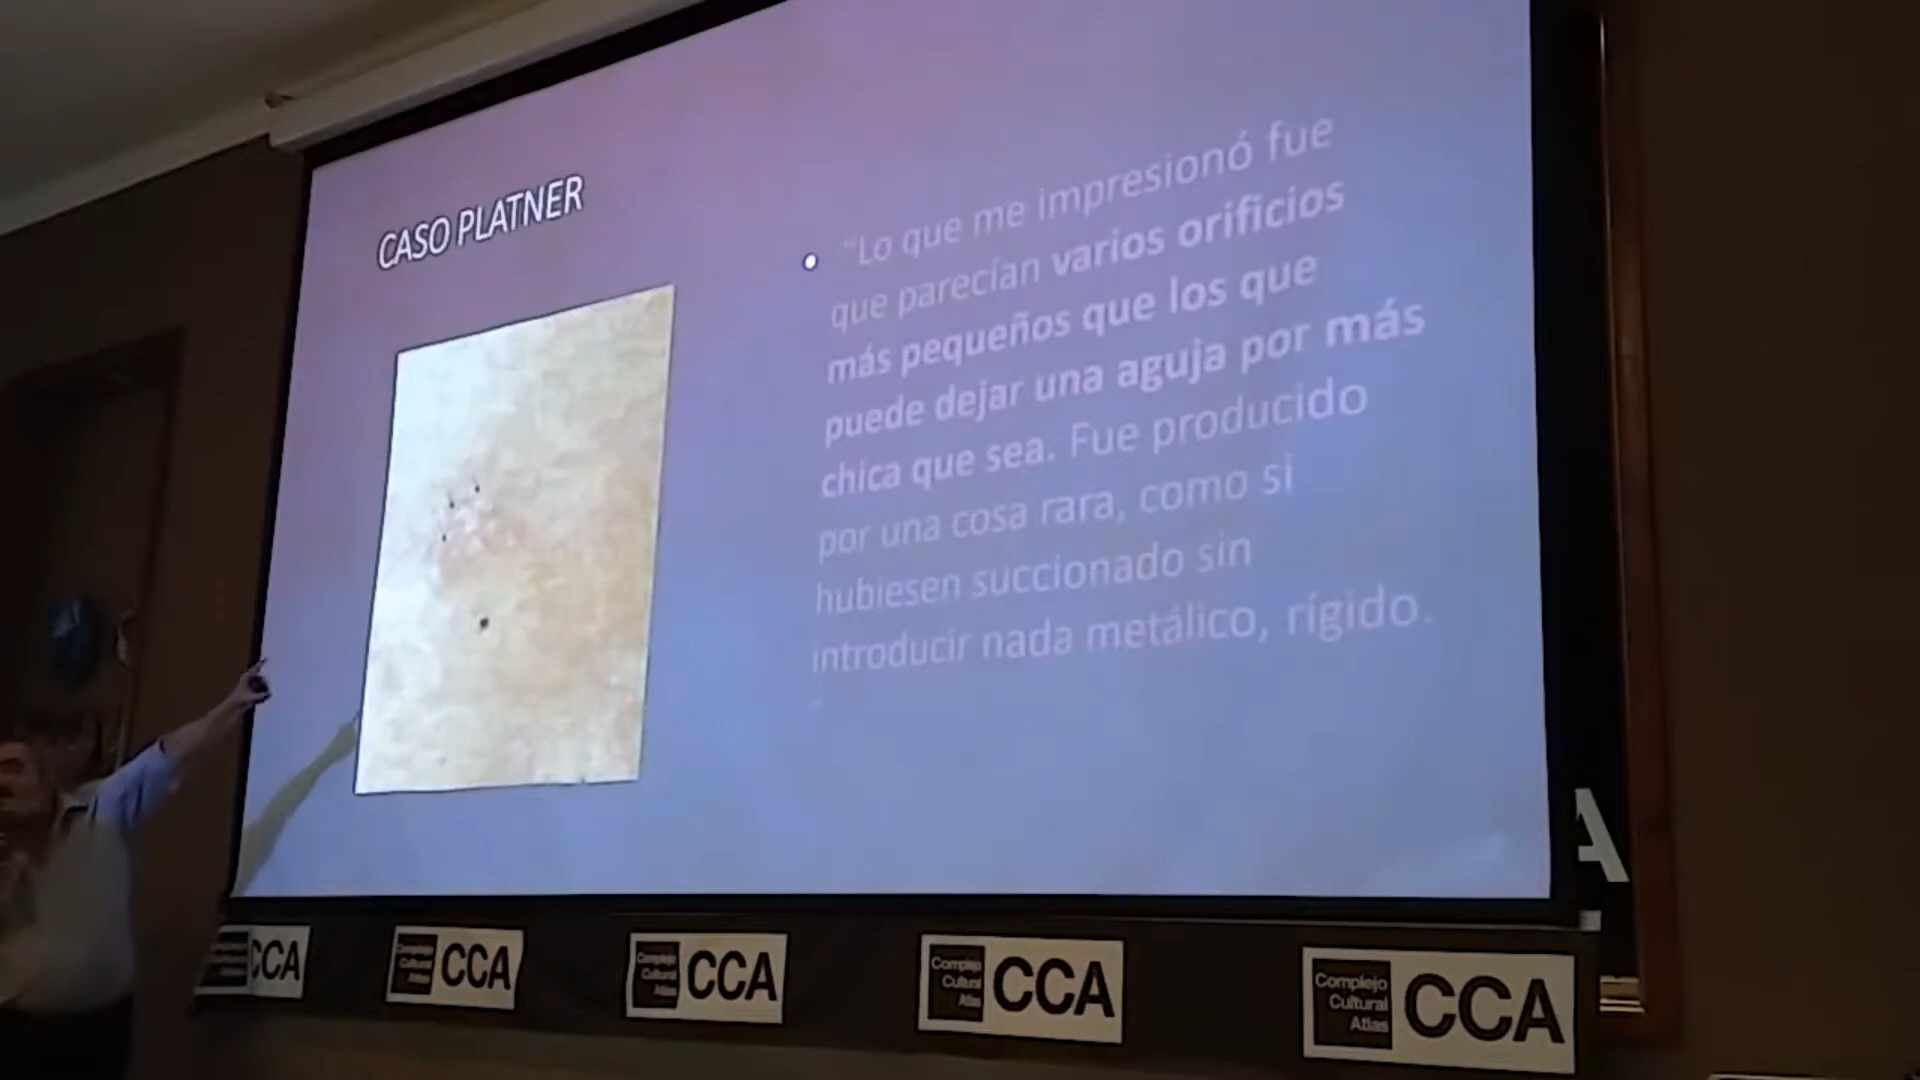 CASO PLATNER
“Lo que me impresionó fue
que parecían varios orificios
más pequeños que los que
puede dejar una aguja por más
chica que sea. Fue producido
por una cosa rara, como si
hubiesen succionado sin
introducir nada metálico, rígido.
A
CCA
Complejo
Cultural
Atlas
CCA
Complejo
Cultural
Atlas
CCA
Complejo
Cultural
Atlas
CCA
Complejo
Cultural
Atlas
CCA